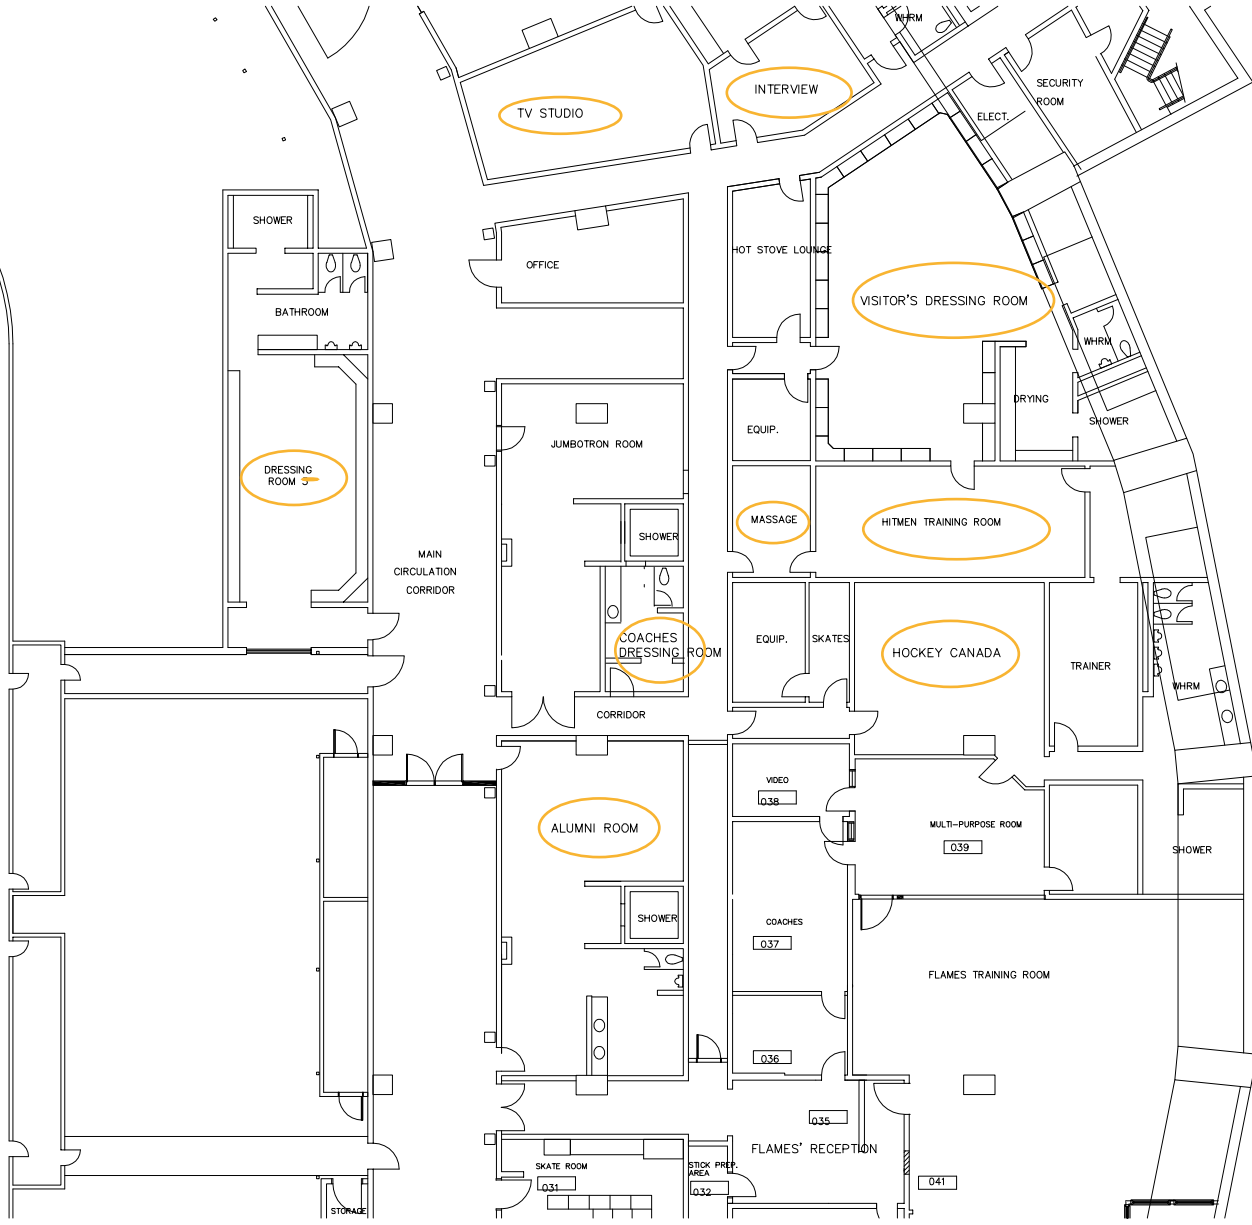 WHRM
INTERVIEW
SECURITY
ROOM
TV STUDIO
ELECT.
SHOWER
HOT STOVE LOUNGE
OFFICE
VISITOR'S DRESSING ROOM
BATHROOM
WHRM
DRYING
SHOWER
EQUIP.
JUMBOTRON ROOM
DRESSING
ROOM
MASSAGE
HITMEN TRAINING ROOM
SHOWER
MAIN
CIRCULATION
CORRIDOR
COACHES
DRESSING ROOM
EQUIP.
SKATES
HOCKEY CANADA
TRAINER
WHRM
CORRIDOR
VIDEO
038
ALUMNI ROOM
MULTI-PURPOSE ROOM
039
SHOWER
SHOWER
COACHES
037
FLAMES TRAINING ROOM
036
035
FLAMES' RECEPTION
SKATE ROOM
031
STICK PREP.
AREA
032
041
STORAGE